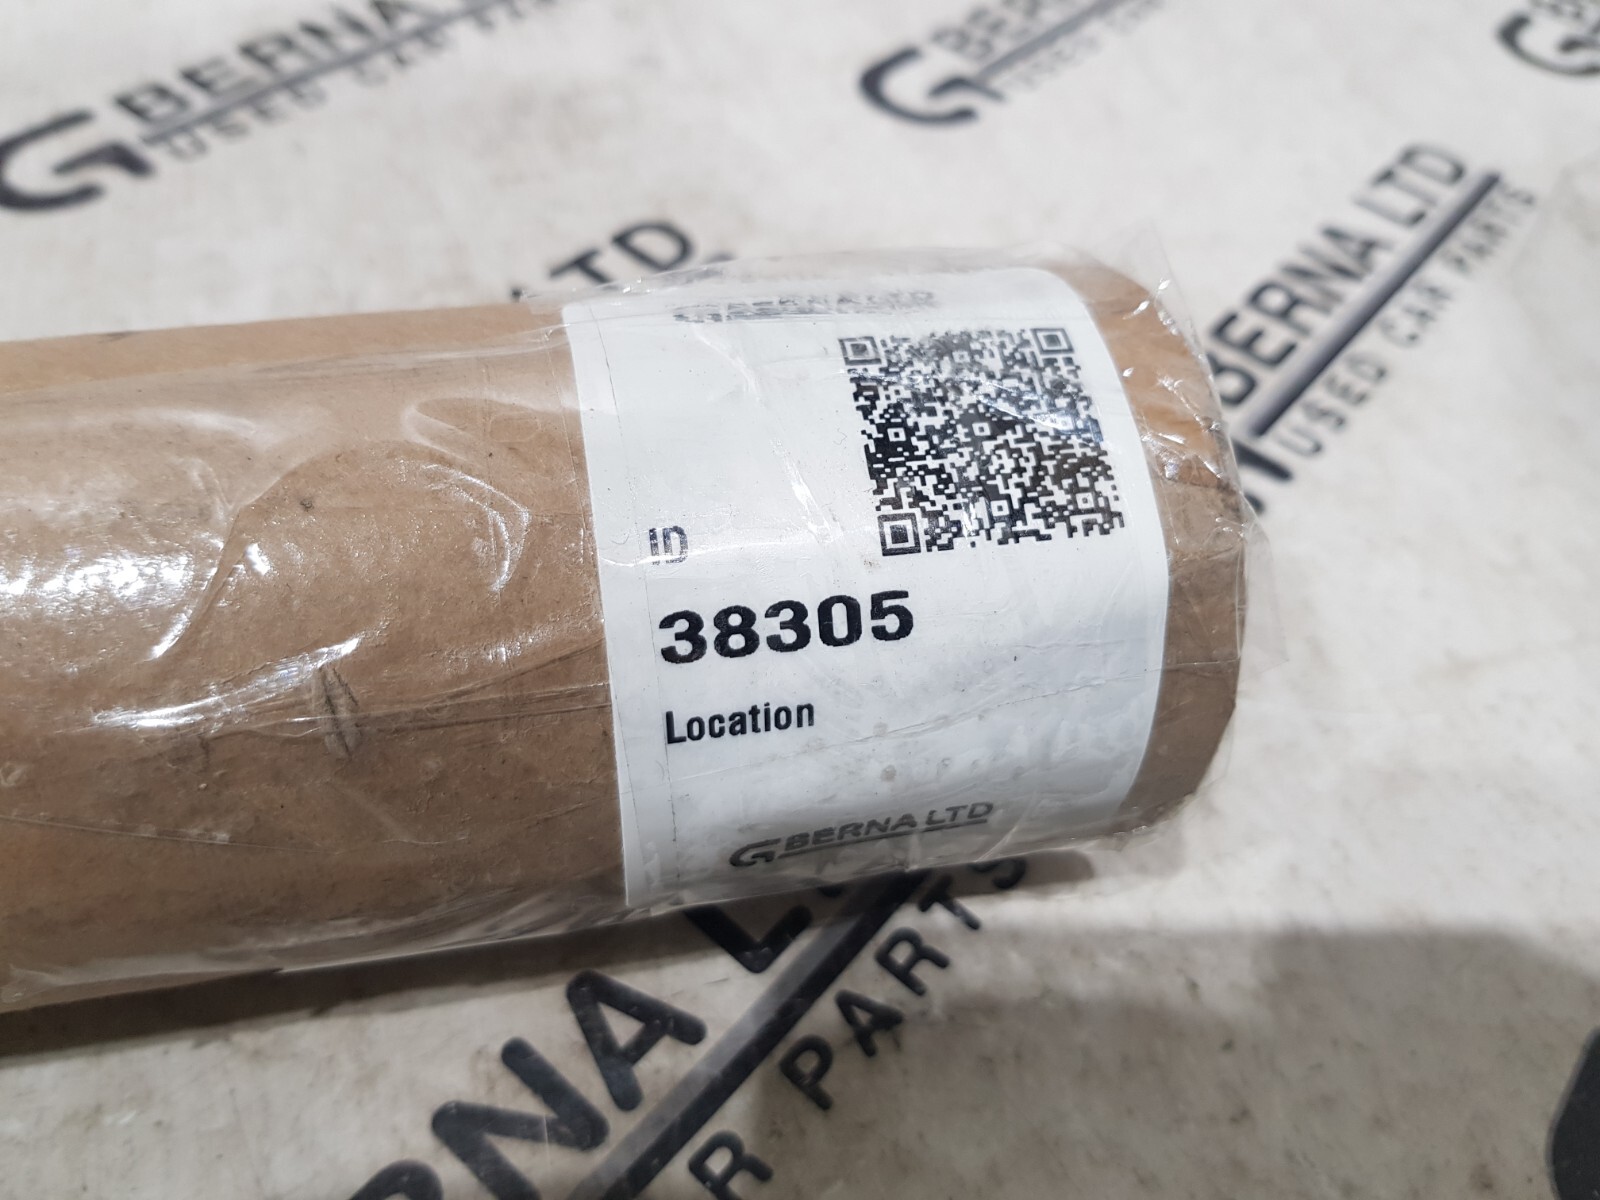 BERNA
USED CAR PARTS
BERNA
USED
LTD.
BERNA LTD
USED CAR PARTS
BERNA LTD
ID
38305
Location
BERNA LTD
BERNA L
CAR PARTS